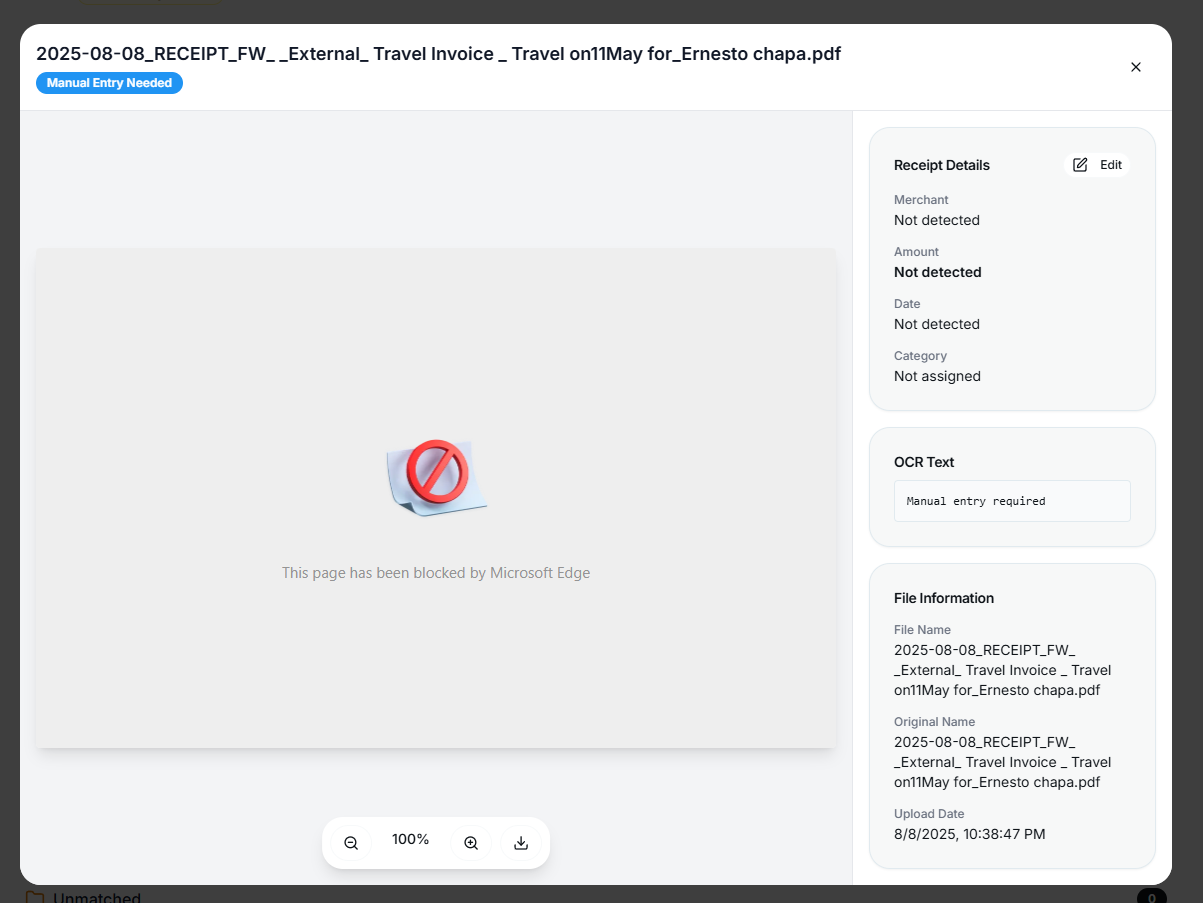 2025-08-08_RECEIPT_FW_ _External_ Travel Invoice _ Travel on11May for_Ernesto chapa.pdf
Manual Entry Needed
This page has been blocked by Microsoft Edge
100%
Receipt Details
Edit
Merchant
Not detected
Amount
Not detected
Date
Not detected
Category
Not assigned
OCR Text
Manual entry required
File Information
File Name
2025-08-08_RECEIPT_FW_
_External_ Travel Invoice _ Travel
on11May for_Ernesto chapa.pdf
Original Name
2025-08-08_RECEIPT_FW_
_External_ Travel Invoice _ Travel
on11May for_Ernesto chapa.pdf
Upload Date
8/8/2025, 10:38:47 PM
Unmatched
0